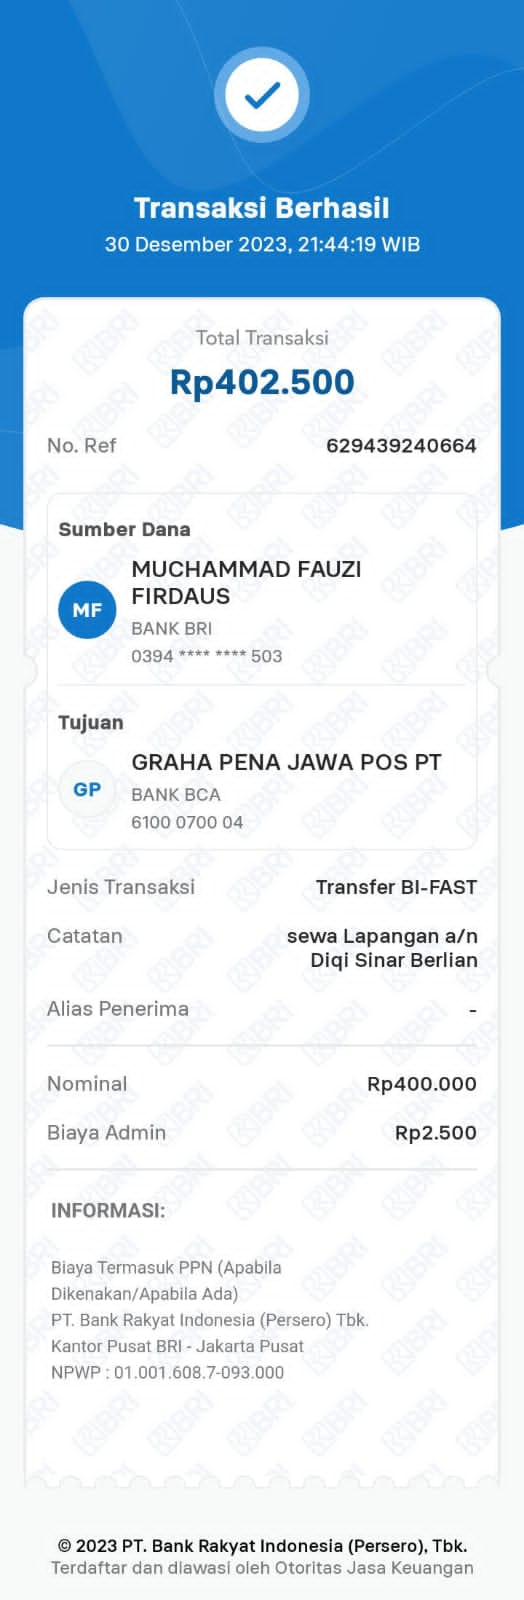 Transaksi Berhasil
30 Desember 2023, 21:44:19 WIB
Total Transaksi
Rp402.500
No. Ref 629439240664
Sumber Dana
MUCHAMMAD FAUZI
FIRDAUS
MF
BANK BRI
0394 **** **** 503
Tujuan
GRAHA PENA JAWA POS PT
GP
BANK BCA
6100 0700 04
Jenis Transaksi Transfer BI-FAST
Catatan sewa Lapangan a/n
Diqi Sinar Berlian
Alias Penerima -
Nominal Rp400.000
Biaya Admin Rp2.500
INFORMASI:
Biaya Termasuk PPN (Apabila
Dikenakan/Apabila Ada)
PT. Bank Rakyat Indonesia (Persero) Tbk.
Kantor Pusat BRI - Jakarta Pusat
NPWP : 01.001.608.7-093.000
© 2023 PT. Bank Rakyat Indonesia (Persero), Tbk.
Terdaftar dan diawasi oleh Otoritas Jasa Keuangan